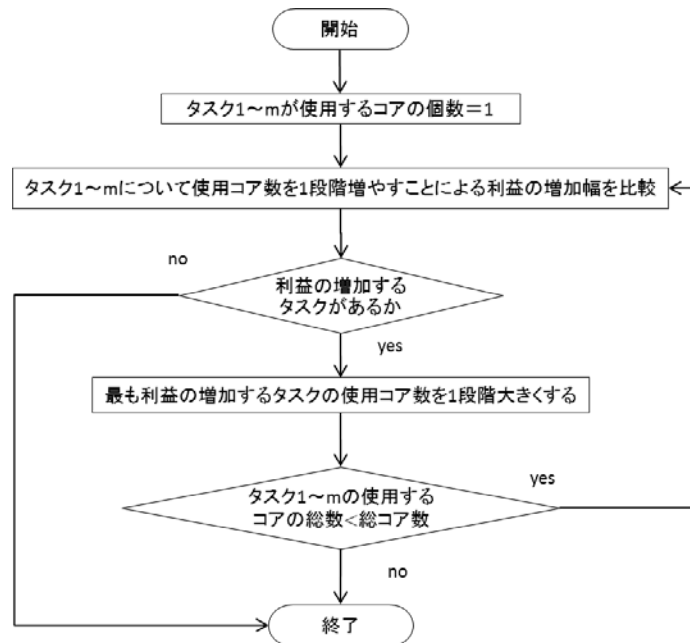 開始
タスク1～mが使用するコアの個数＝1
タスク1～mについて使用コア数を1段階増やすことによる利益の増加幅を比較
no
利益の増加する
タスクがあるか
yes
最も利益の増加するタスクの使用コア数を1段階大きくする
タスク1～mの使用する
コアの総数＜総コア数
yes
no
終了